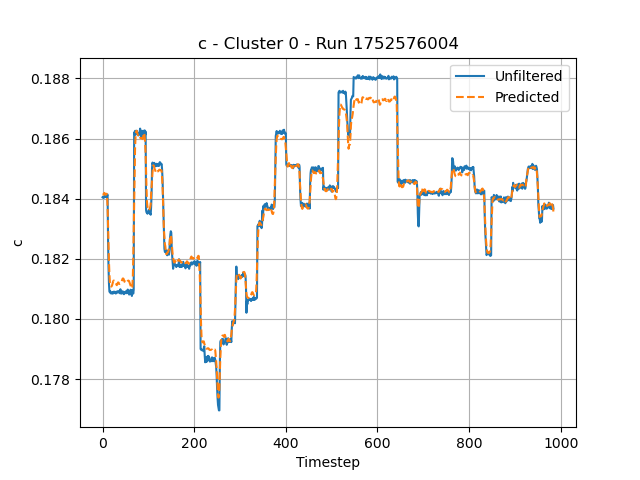 c - Cluster 0 - Run 1752576004
Unfiltered
Predicted
0.188
0.186
0.184
0.182
0.180
0.178
c
0 200 400 600 800 1000
Timestep